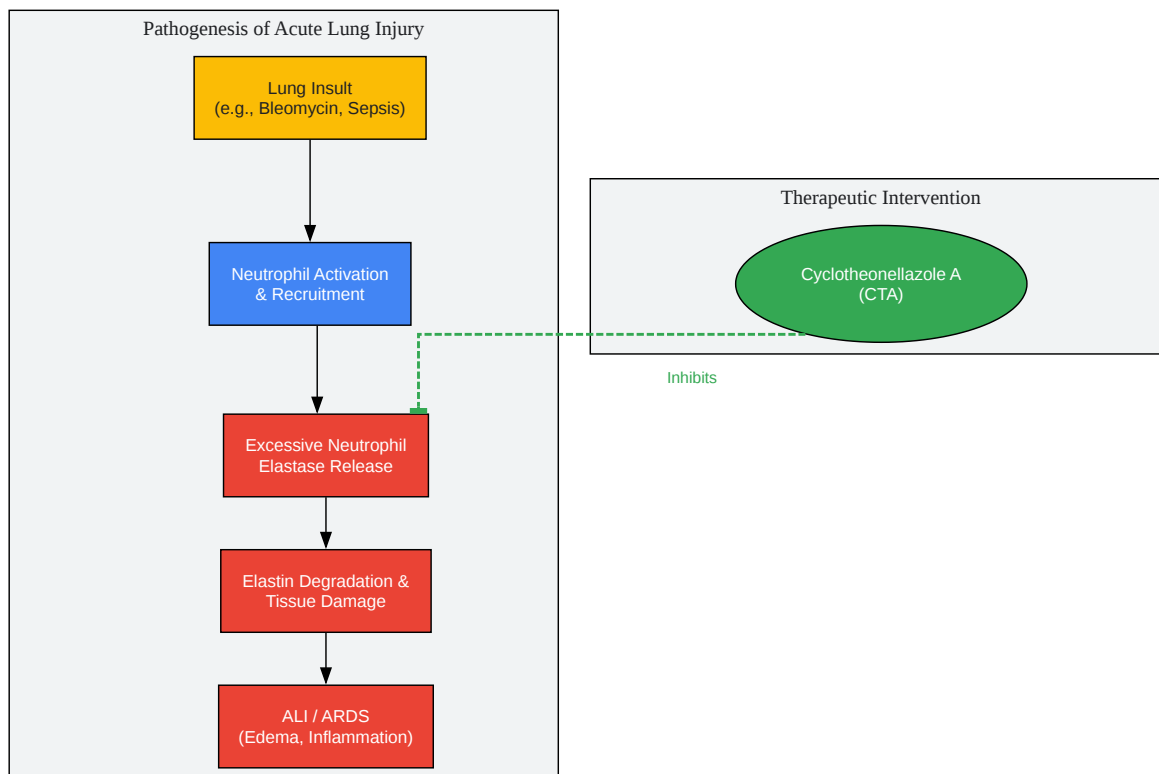 Pathogenesis of Acute Lung Injury
Lung Insult
(e.g., Bleomycin, Sepsis)
Neutrophil Activation
& Recruitment
Excessive Neutrophil
Elastase Release
Elastin Degradation &
Tissue Damage
ALI / ARDS
(Edema, Inflammation)
Therapeutic Intervention
Cyclotheonellazole A
(CTA)
Inhibits